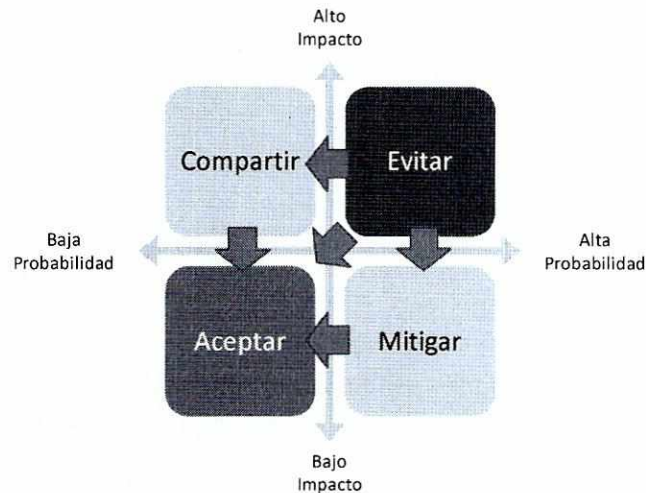 Alto
Impacto
Compartir
Evitar
Baja
Probabilidad
Alta
Probabilidad
Aceptar
Mitigar
Bajo
Impacto